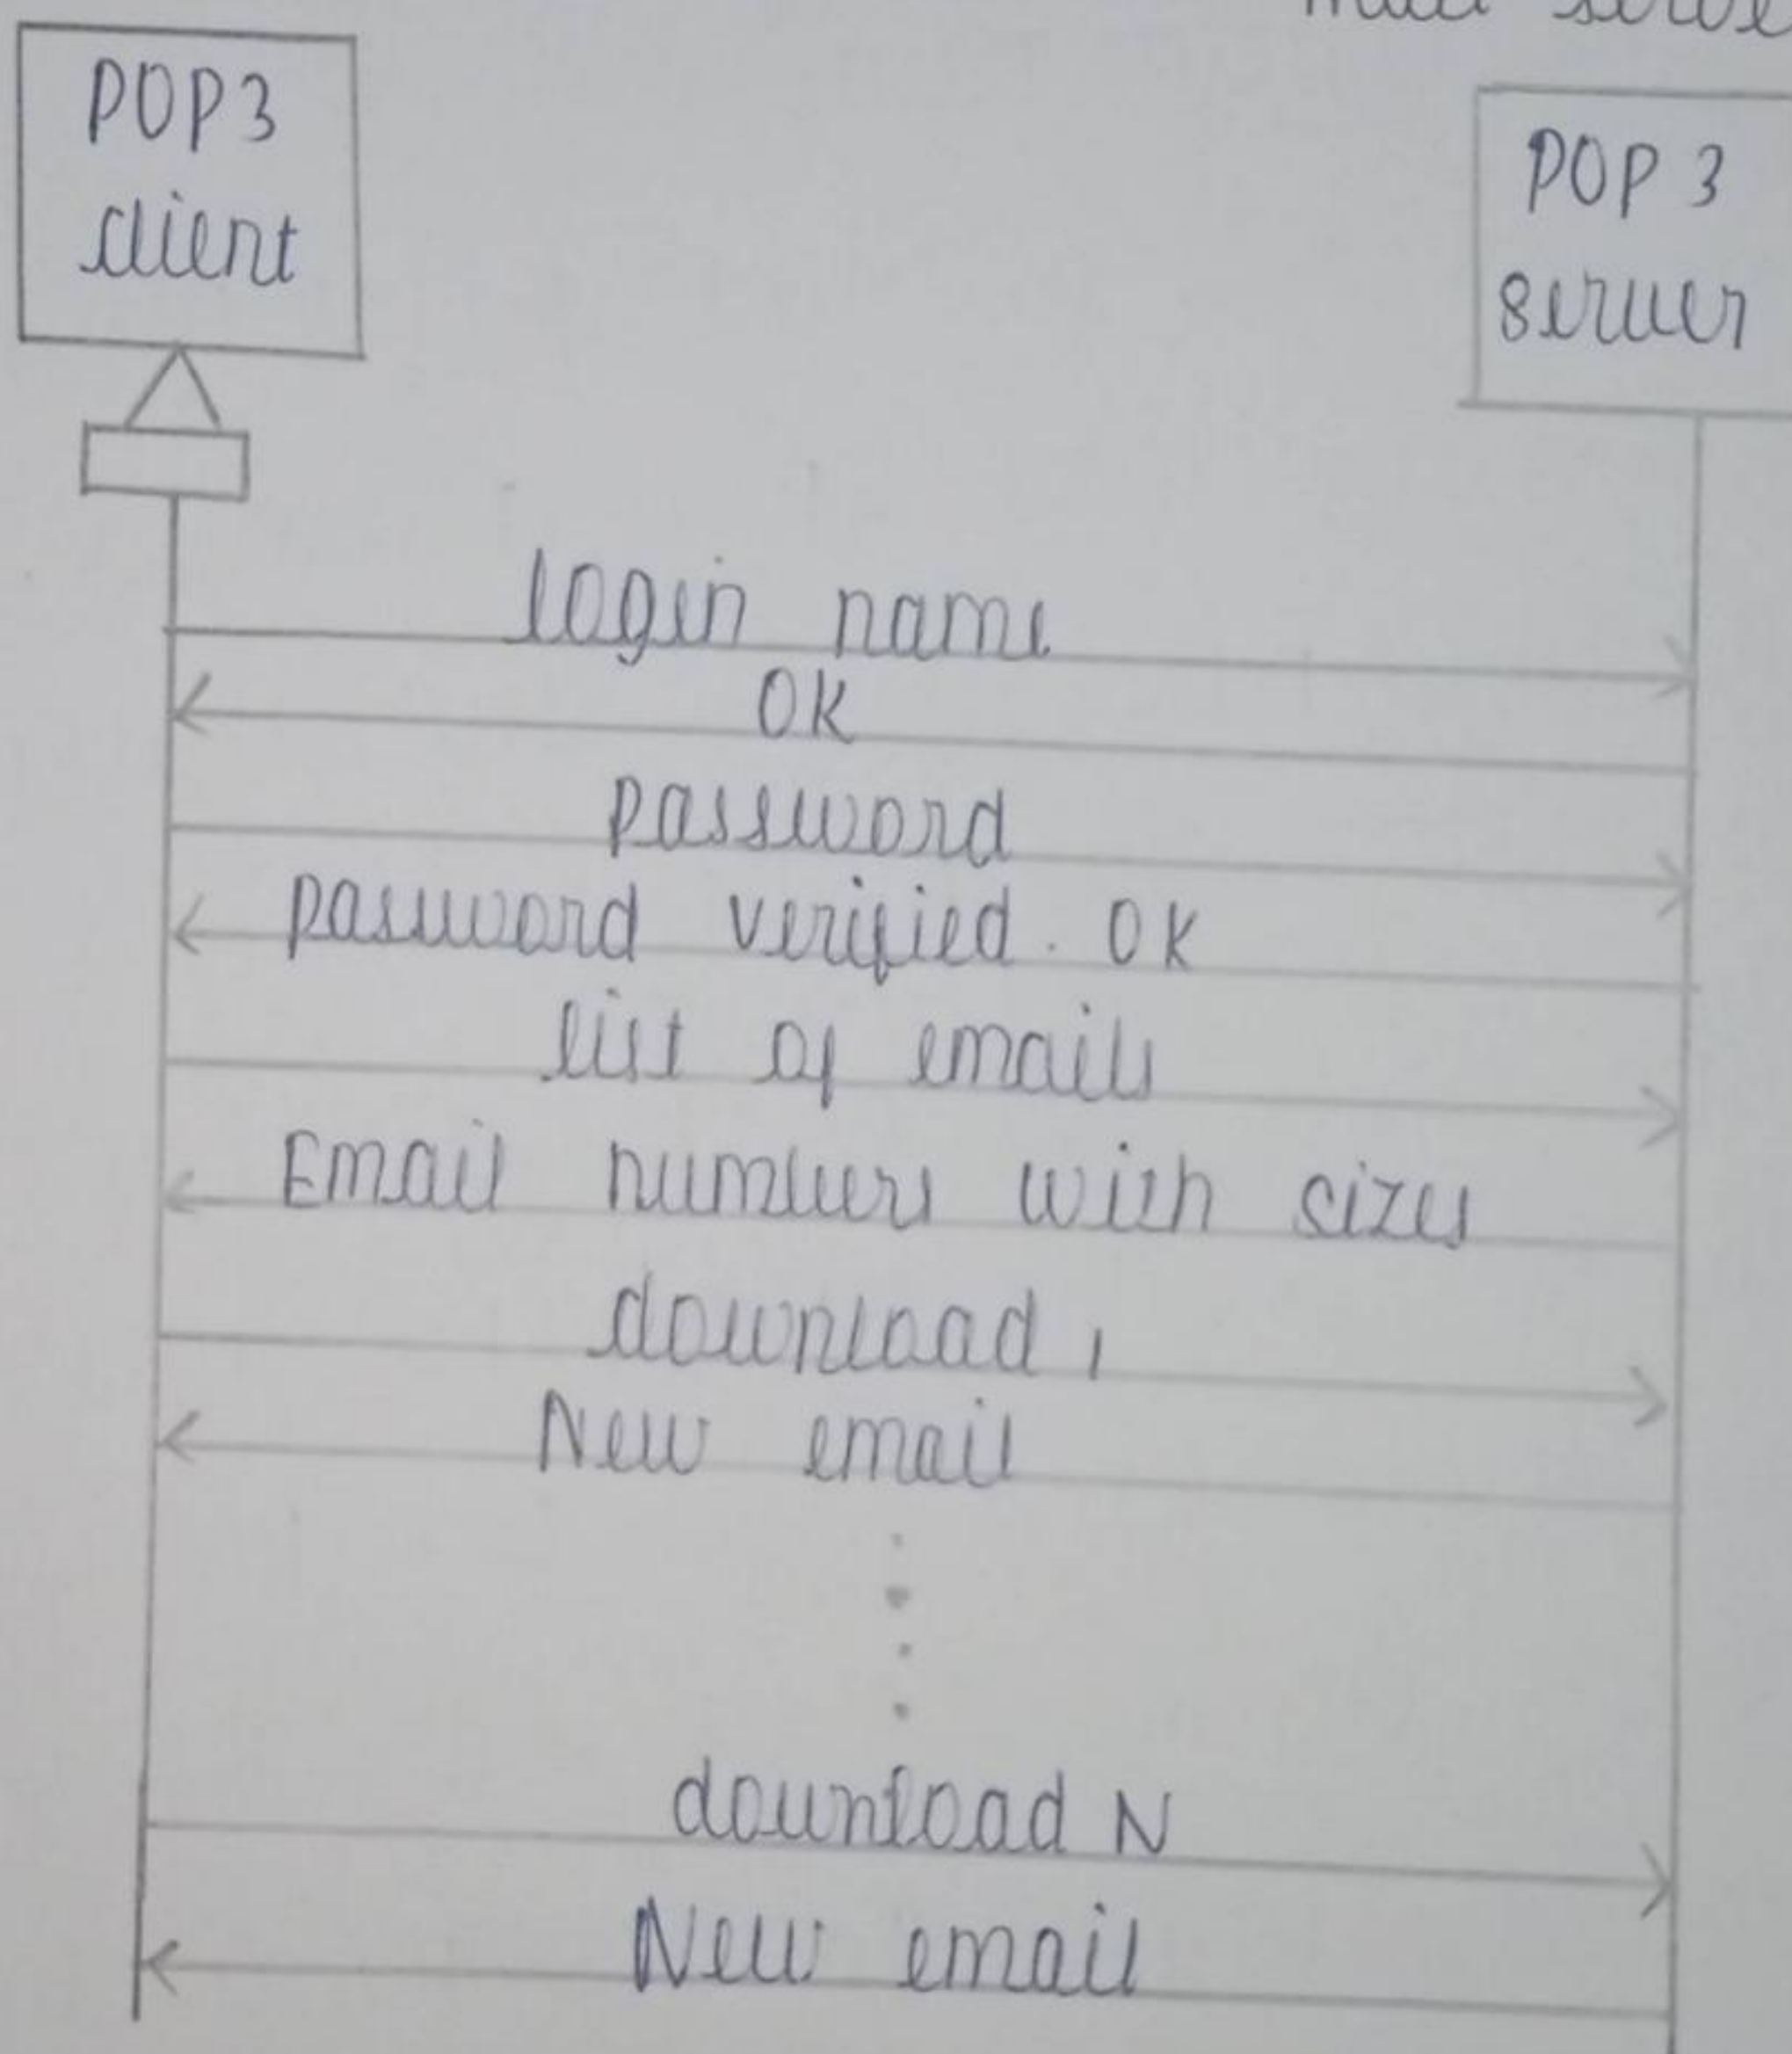 POP3
client
POP 3
server
login name
OK
password
password verified. OK
list of emails
Email numbers with sizes
download 1
New email
download N
New email